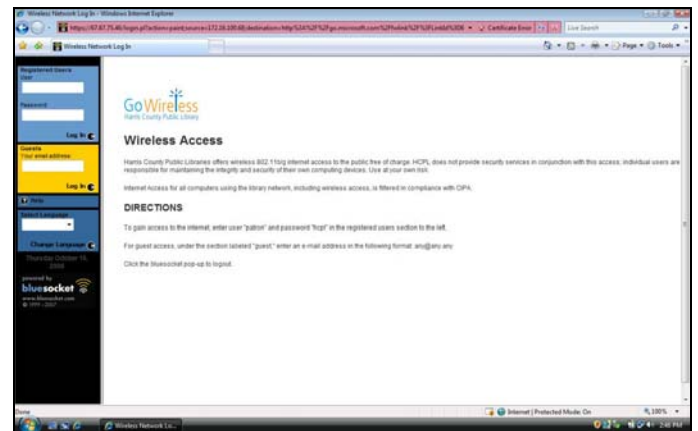 Wireless Network Log In - Windows Internet Explorer
Certificate Error
Live Search
Wireless Network Log In
Page
Tools
Registered Users
User
Password
Log In
Guests
Your email address
Log In
Help
Select Language
Change Language
Thursday October 16,
powered by
bluesocket
www.bluesocket.com
GoWireless
Harris County Public Library
Wireless Access
Harris County Public Libraries offers wireless 802.11b/g internet access to the public free of charge. HCPL does not provide security services in conjunction with this access; individual users are
responsible for maintaining the integrity and security of their own computing devices. Use at your own risk.
Internet Access for all computers using the library network, including wireless access, is filtered in compliance with CIPA.
DIRECTIONS
To gain access to the internet, enter user "patron" and password "hcpl" in the registered users section to the left.
For guest access, under the section labeled "guest," enter an e-mail address in the following format: any@any.any
Click the bluesocket pop-up to logout.
Done
Internet | Protected Mode: On
100%
Wireless Network Lo...
2:46 PM